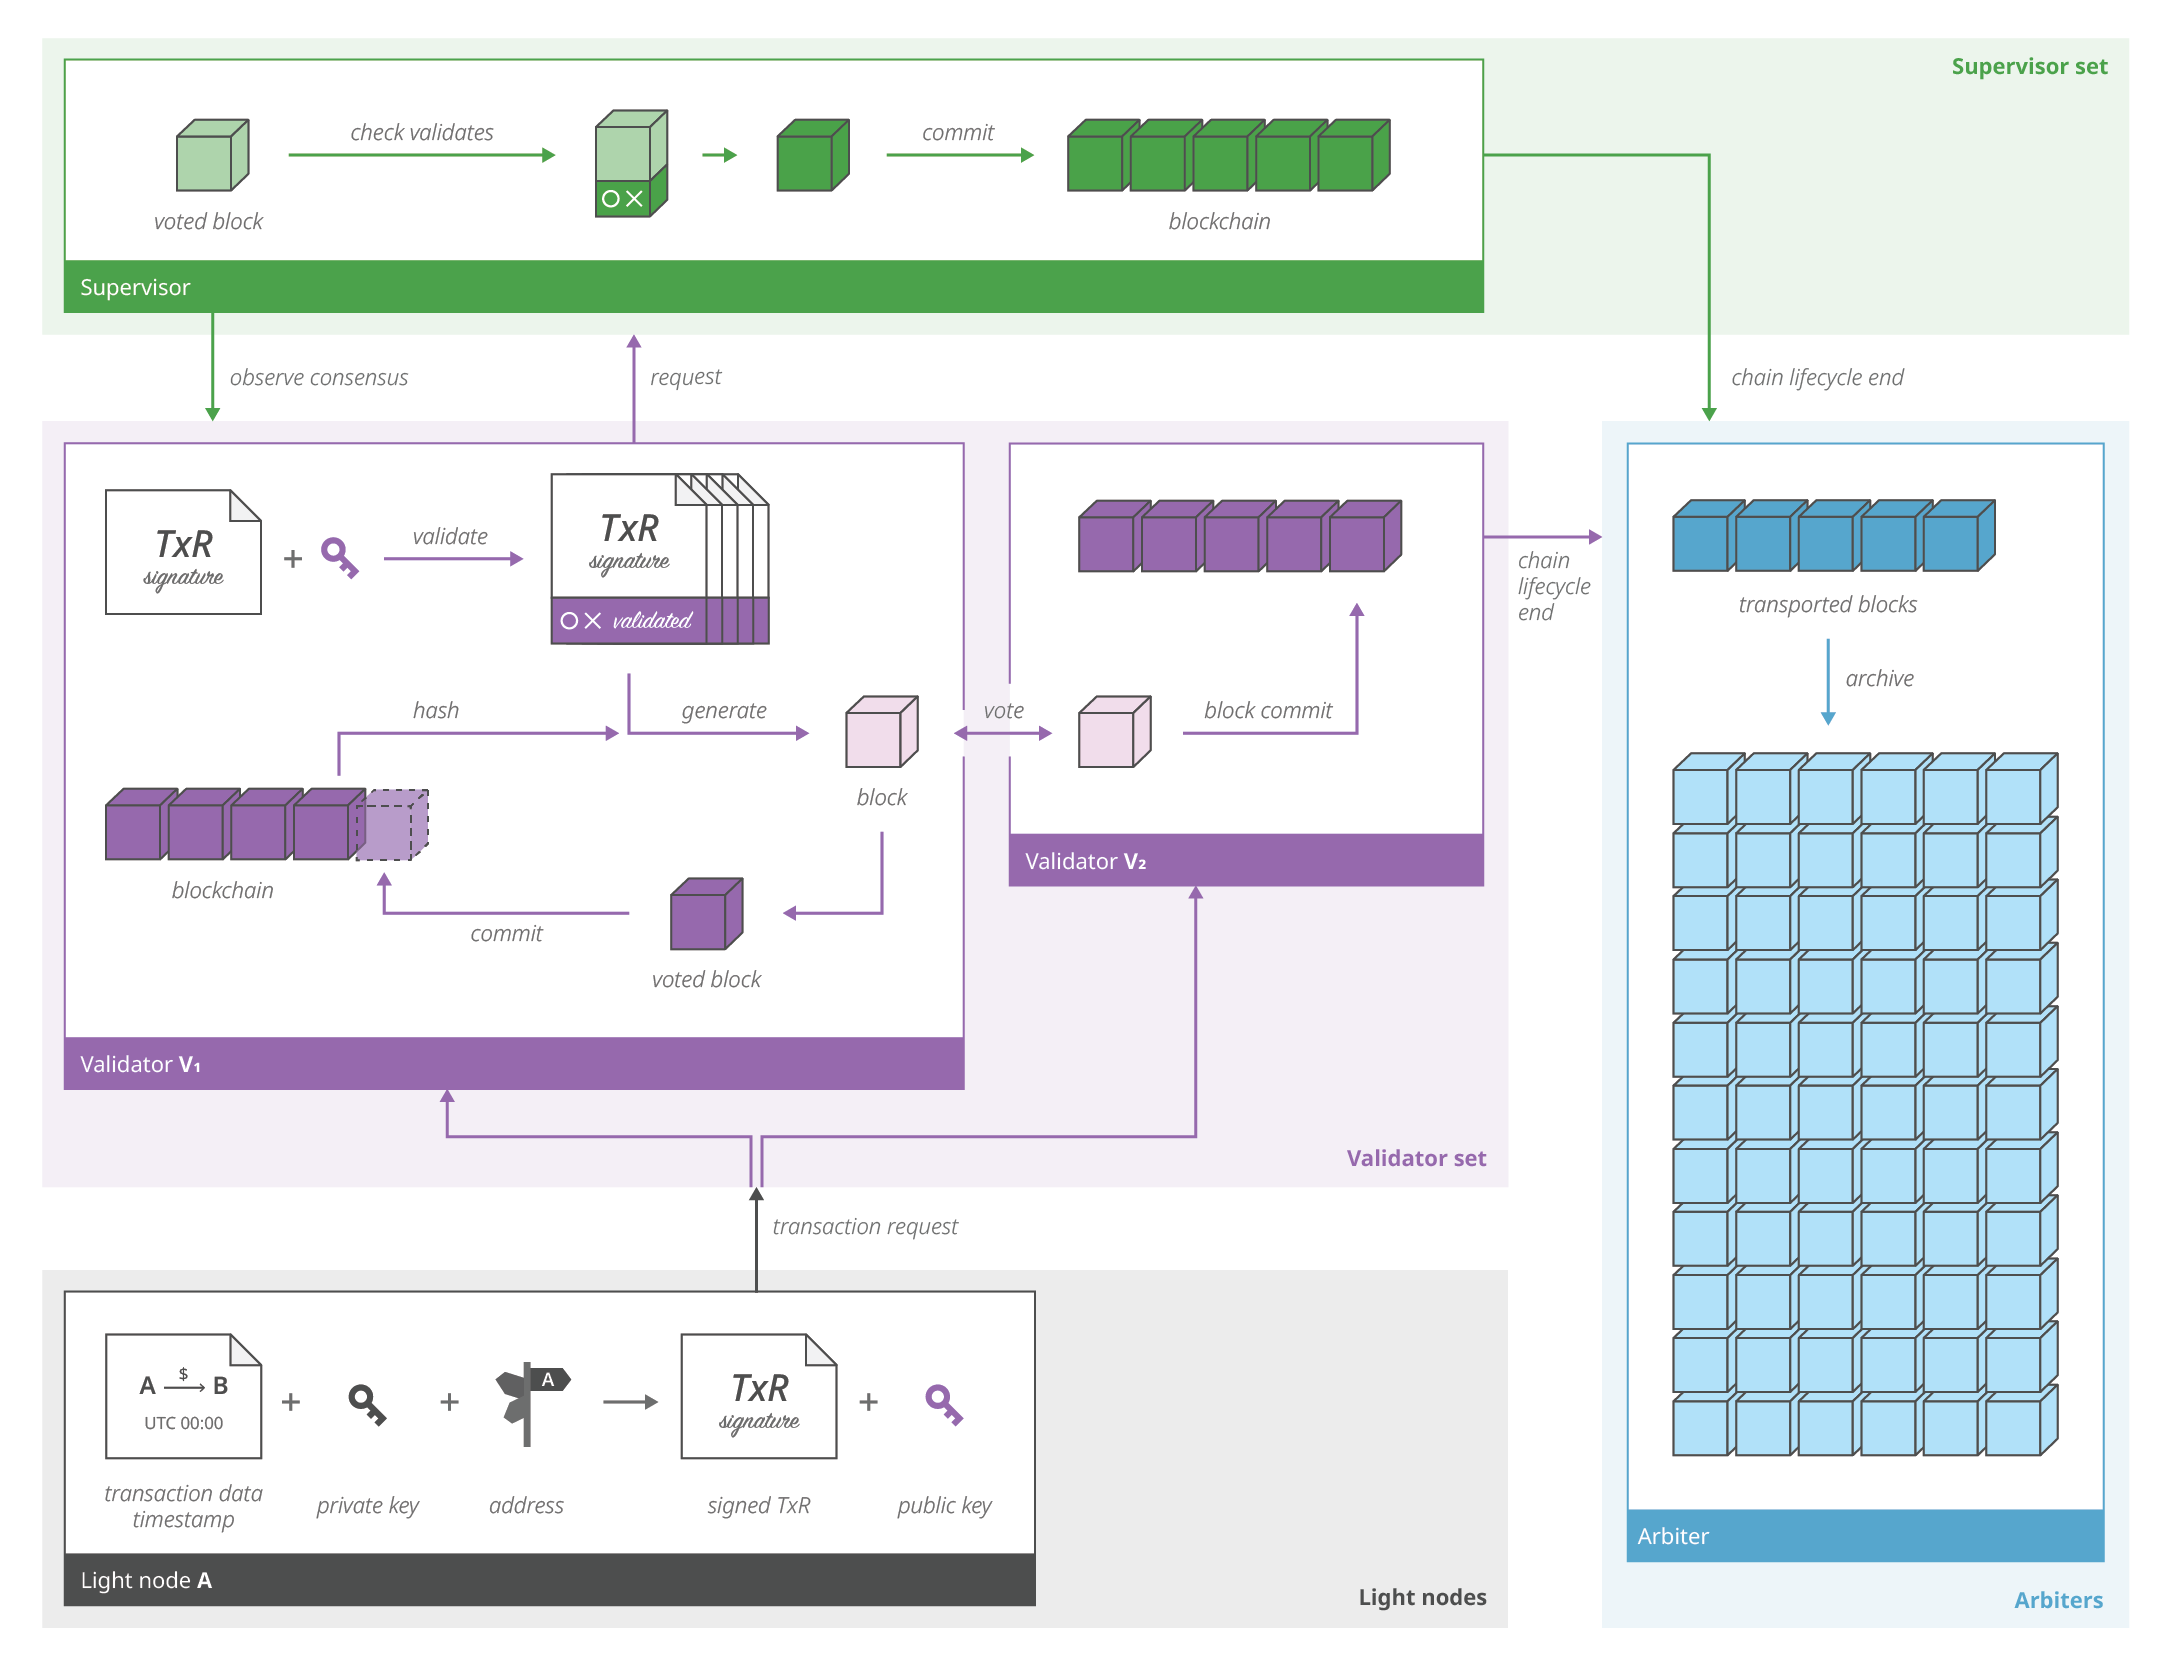 Supervisor set
check validates
commit
voted block
blockchain
Supervisor
observe consensus
request
chain lifecycle end
TxR
signature
+
validate
TxR
signature
validated
chain
lifecycle
end
transported blocks
archive
hash
generate
vote
block commit
block
blockchain
commit
voted block
Validator V₂
Validator V₁
Validator set
transaction request
A $ B
UTC 00:00
+
+
A
TxR
signature
+
transaction data
timestamp
private key
address
signed TxR
public key
Light node A
Light nodes
Arbiter
Arbiters